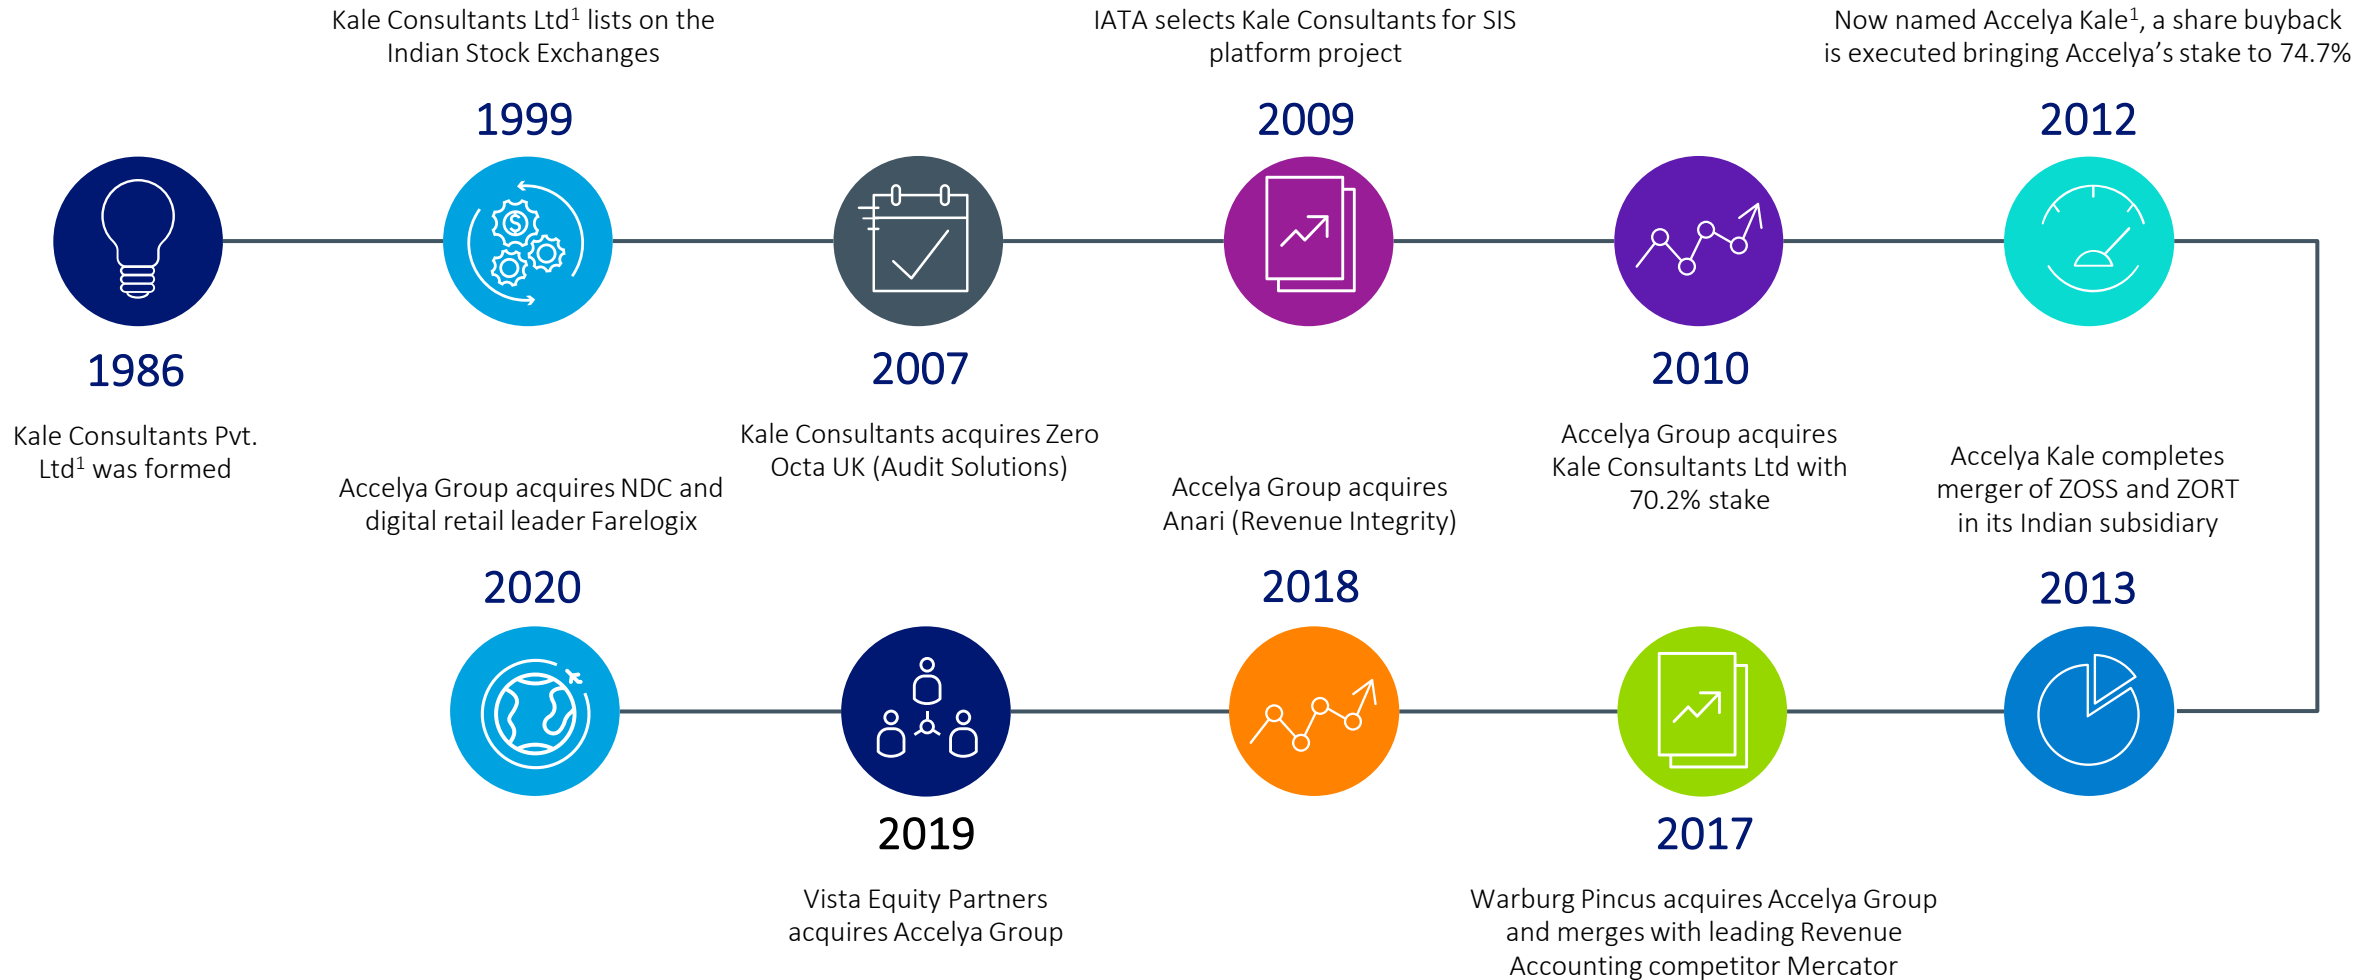 Kale Consultants Ltd1 lists on the
Indian Stock Exchanges
IATA selects Kale Consultants for SIS
platform project
Now named Accelya Kale1, a share buyback
is executed bringing Accelya’s stake to 74.7%
1999
2009
2012
$
1986
2007
2010
Kale Consultants Pvt.
Ltd1 was formed
Kale Consultants acquires Zero
Octa UK (Audit Solutions)
Accelya Group acquires
Kale Consultants Ltd with
70.2% stake
Accelya Group acquires NDC and
digital retail leader Farelogix
Accelya Group acquires
Anari (Revenue Integrity)
Accelya Kale completes
merger of ZOSS and ZORT
in its Indian subsidiary
2020
2018
2013
2019
2017
Vista Equity Partners
acquires Accelya Group
Warburg Pincus acquires Accelya Group
and merges with leading Revenue
Accounting competitor Mercator